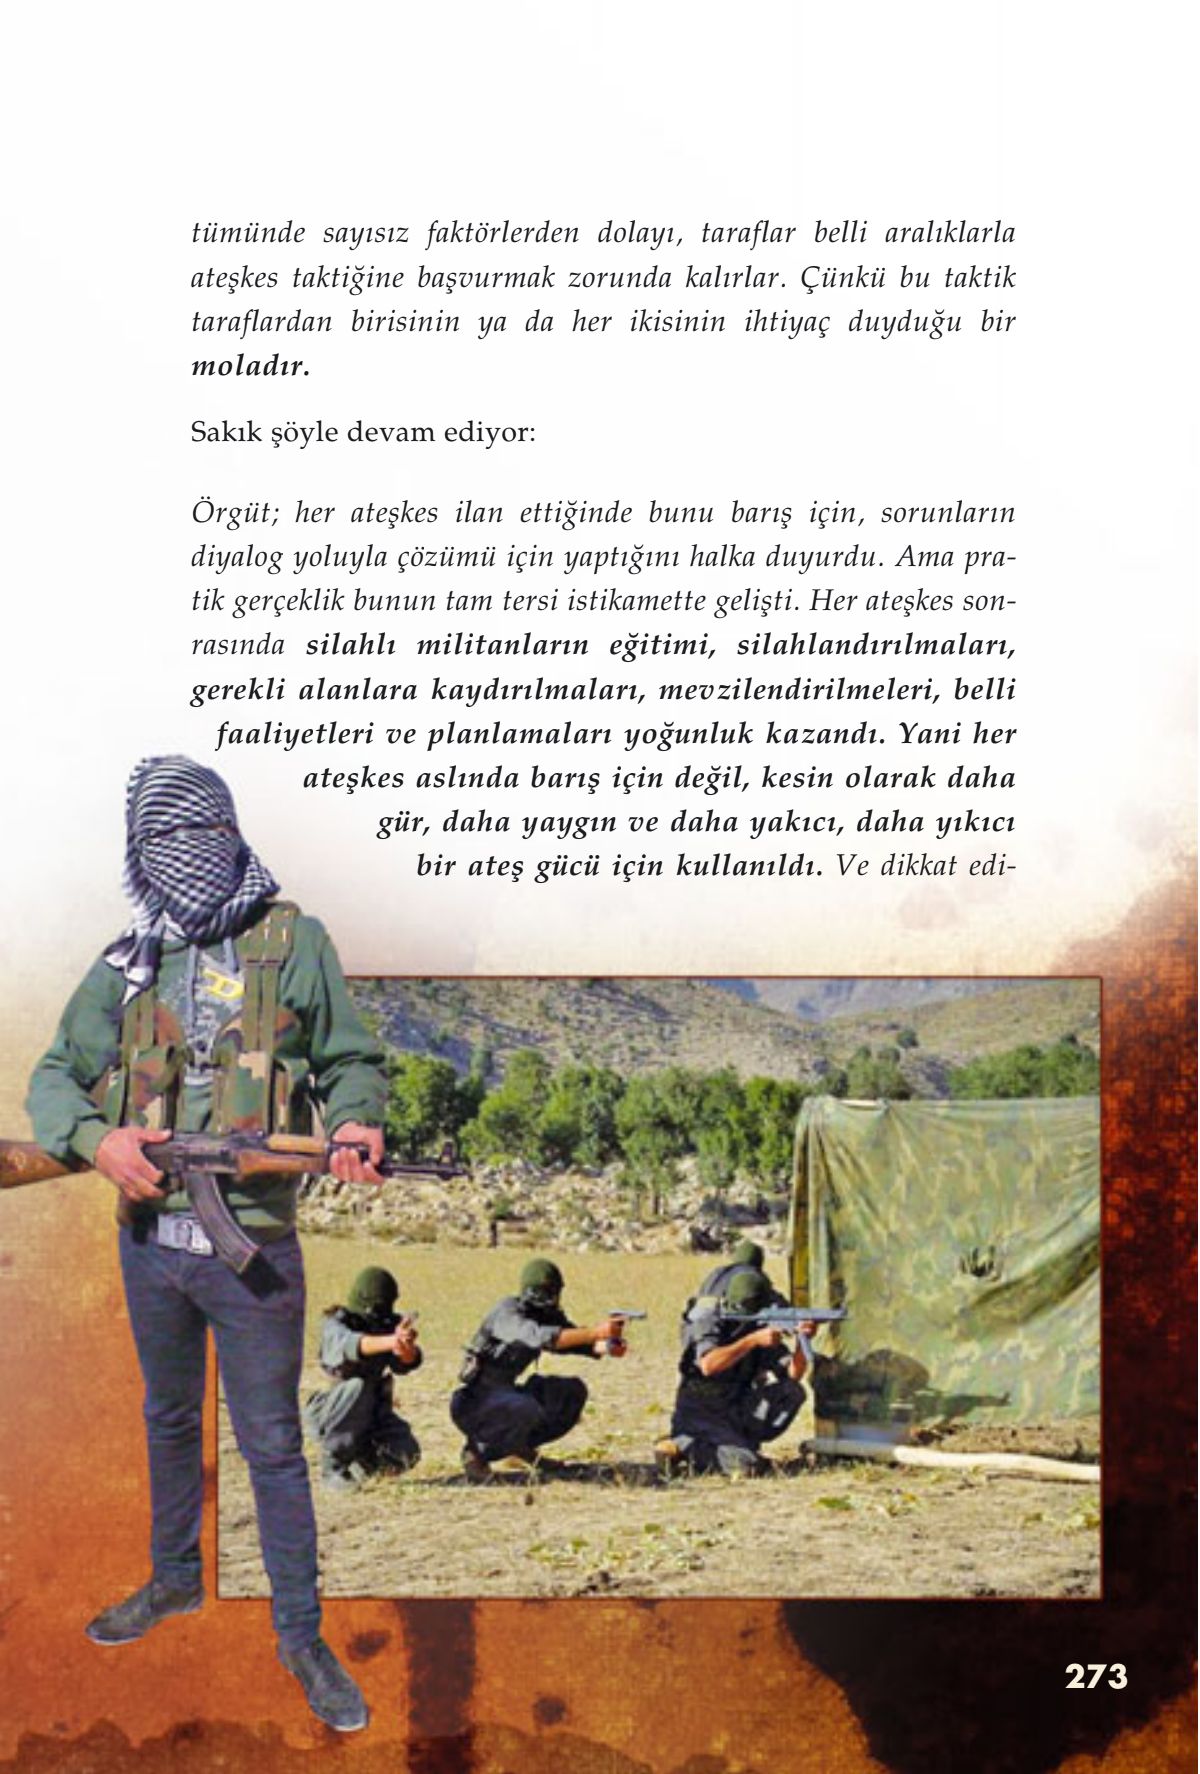 tümünde sayısız faktörlerden dolayı, taraflar belli aralıklarla
ateşkes taktiğine başvurmak zorunda kalırlar. Çünkü bu taktik
taraflardan birisinin ya da her ikisinin ihtiyaç duyduğu bir
moladır.
Sakık şöyle devam ediyor:
Örgüt; her ateşkes ilan ettiğinde bunu barış için, sorunların
diyalog yoluyla çözümü için yaptığını halka duyurdu. Ama pra-
tik gerçeklik bunun tam tersi istikamette gelişti. Her ateşkes son-
rasında silahlı militanların eğitimi, silahlandırılmaları,
gerekli alanlara kaydırılmaları, mevzilendirilmeleri, belli
faaliyetleri ve planlamaları yoğunluk kazandı. Yani her
ateşkes aslında barış için değil, kesin olarak daha
gür, daha yaygın ve daha yakıcı, daha yıkıcı
bir ateş gücü için kullanıldı. Ve dikkat edi-
273